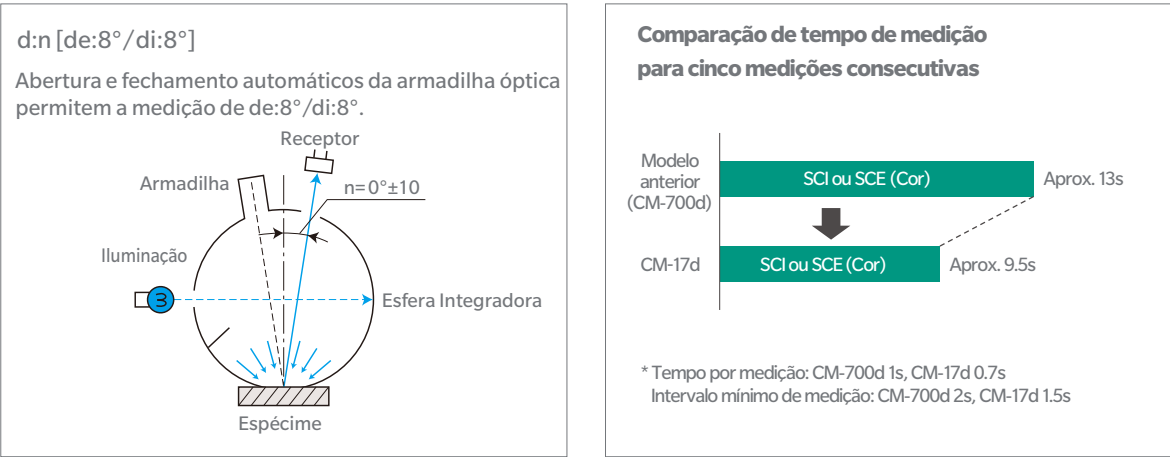 d:n [de:8°/di:8°]
Abertura e fechamento automáticos da armadilha óptica
permitem a medição de de:8°/di:8°.
Receptor
Armadilha
n=0°±10
Iluminação
Esfera Integradora
Espécime
Comparação de tempo de medição
para cinco medições consecutivas
Modelo
anterior
(CM-700d)
SCI ou SCE (Cor)
Aprox. 13s
CM-17d
SCI ou SCE (Cor)
Aprox. 9.5s
* Tempo por medição: CM-700d 1s, CM-17d 0.7s
Intervalo mínimo de medição: CM-700d 2s, CM-17d 1.5s